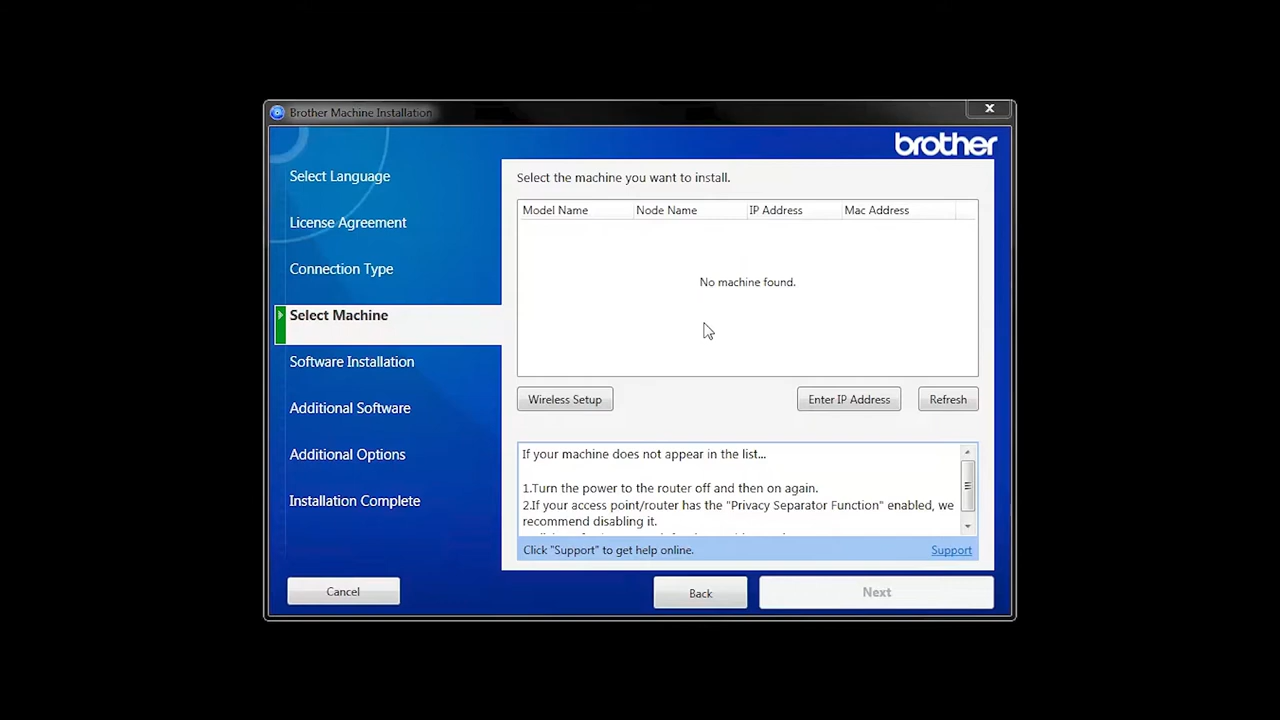 Brother Machine Installation
brother
Select Language
License Agreement
Connection Type
Select Machine
Software Installation
Additional Software
Additional Options
Installation Complete
Select the machine you want to install.
Model Name Node Name IP Address Mac Address
No machine found.
Wireless Setup Enter IP Address Refresh
If your machine does not appear in the list...
1.Turn the power to the router off and then on again.
2.If your access point/router has the "Privacy Separator Function" enabled, we
recommend disabling it.
Click "Support" to get help online. Support
Cancel Back Next